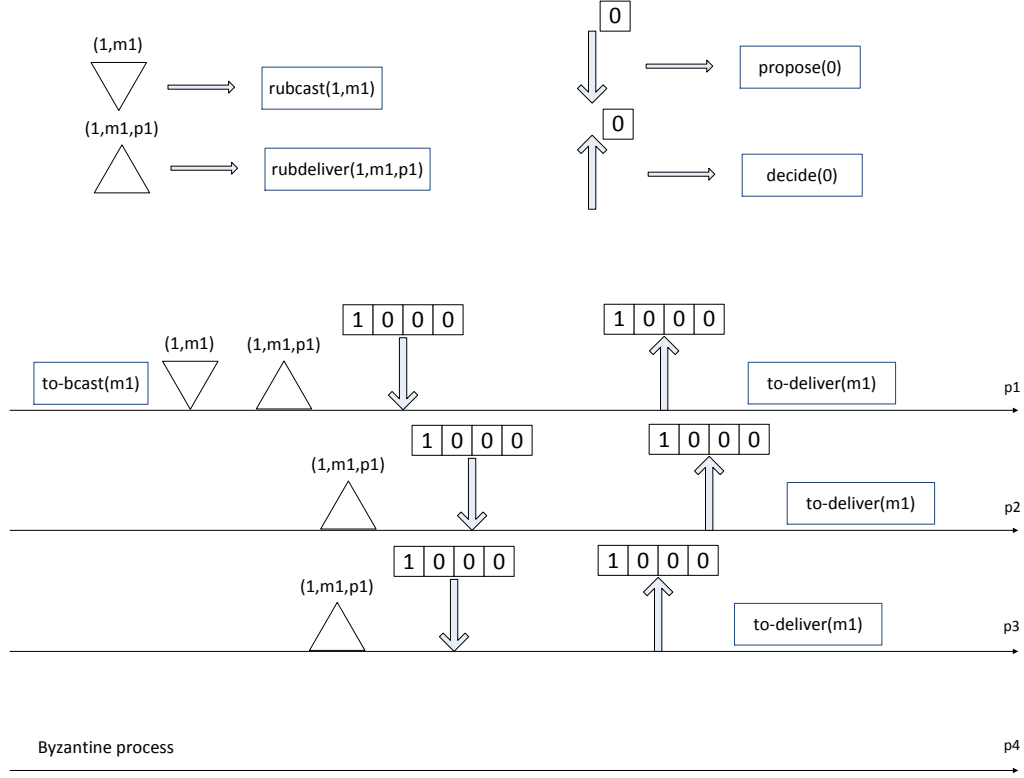 (1,m1)
rubcast(1,m1)
(1,m1,p1)
rubdeliver(1,m1,p1)
0
propose(0)
0
decide(0)
1 0 0 0
1 0 0 0
to-bcast(m1)
(1,m1)
(1,m1,p1)
to-deliver(m1)
p1
1 0 0 0
1 0 0 0
(1,m1,p1)
to-deliver(m1)
p2
1 0 0 0
1 0 0 0
(1,m1,p1)
to-deliver(m1)
p3
Byzantine process
p4